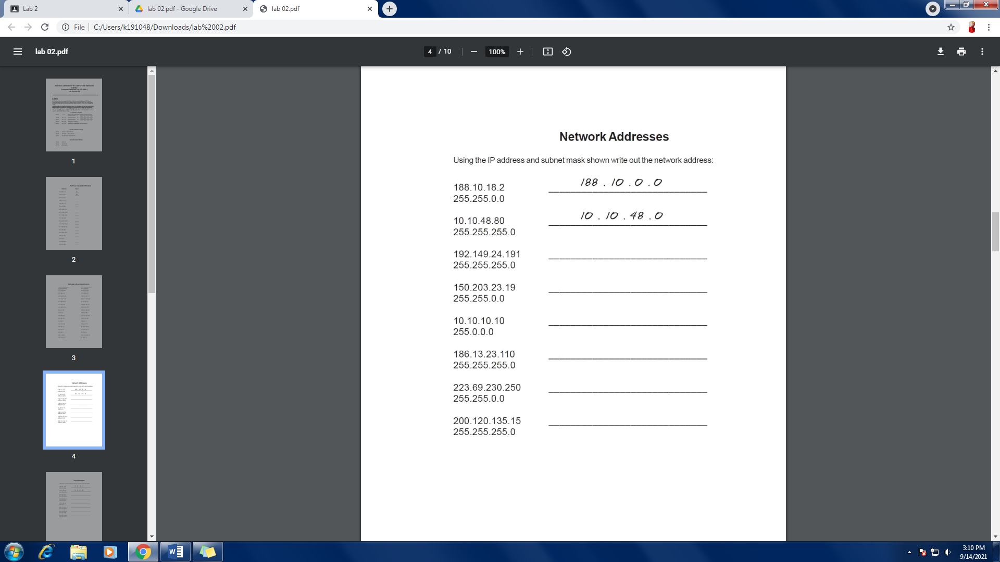 Lab 2
lab 02.pdf - Google Drive
lab 02.pdf
File
C:/Users/k191048/Downloads/lab%2002.pdf
lab 02.pdf
4 / 10
100%
1
2
3
4
Network Addresses
Using the IP address and subnet mask shown write out the network address:
188.10.18.2
188 . 10 . 0 . 0
255.255.0.0
10.10.48.80
10 . 10 . 48 . 0
255.255.255.0
192.149.24.191
255.255.255.0
150.203.23.19
255.255.0.0
10.10.10.10
255.0.0.0
186.13.23.110
255.255.255.0
223.69.230.250
255.255.0.0
200.120.135.15
255.255.255.0
3:10 PM
9/14/2021